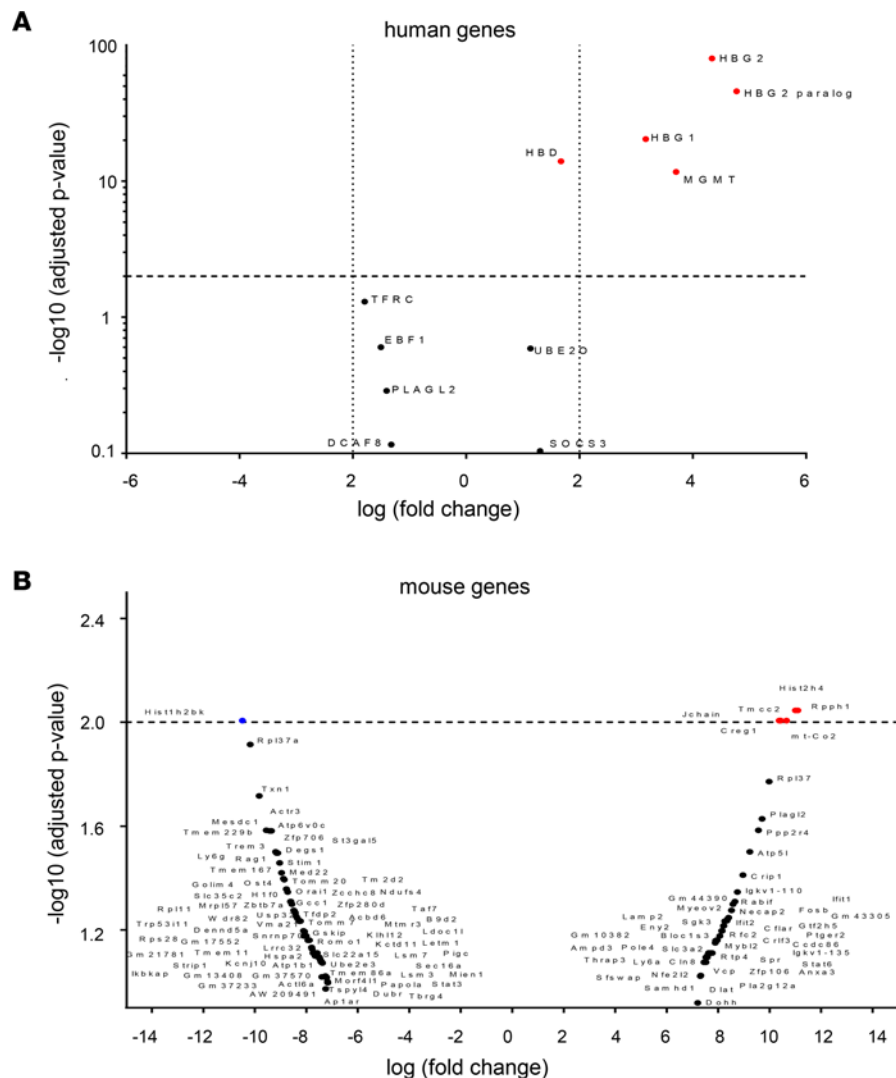 A
human genes
100
HBG2
HBG2 paralog
HBG1
HBD
MGMT
10
-log10 (adjusted p-value)
TFRC
1
EBF1
UBE2O
PLAGL2
DCAF8
SOCS3
0.1
-6 -4 2 0 2 4 6
log (fold change)
B
mouse genes
2.4
Hist2h4
Hist1h2bk
Jchain Tmcc2 Rpph1
2.0
Creg1 mt-Co2
Rpl37a
Rpl37
Txn1
Actr3 Plagl2
Mesdc1 Atp6v0c
Tmem229b Zfp706 St3gal5 Ppp2r4
1.6
Trem3 Degs1 Atp5l
Ly6g Rag1 Stim1
Tmem167 Med22 Crip1
Golim4 Ost4 Tomm20 Tm2d2
Slc35c2 H1f0 Orai1 Zcchc8 Ndufs4 Igkv1-110
Rpl11 Mrpl57 Zbtb7a Gcc1 Zfp280d Taf7 Gm44390 Rabif Ifit1
Trp53i11 Wdr82 Usp32 Tfdp2 Acbd6 B9d2 Lamp2 Myeov2 Necap2 Fosb Gm43305
Dennd5a Vma21 Tomm7 Mtmr3 Eny2 Sgk3 Ifit2 Cflar Gtf2h5
1.2
Rps28 Gm17552 Snrnp70 Gskip Klhl12 Ldoc1l Gm10382 Bloc1s3 Rfc2 Crlf3 Ptger2
Gm21781 Tmem11 Lrrc32 Romo1 Kctd11 Letm1 Ampd3 Pole4 Slc3a2 Mybl2 Ccdc86
Strip1 Kcnj10 Hspa2 Slc22a15 Lsm7 Pigc Thrap3 Ly6a Cln8 Rtp4 Spr Igkv1-135
Ikbkap Gm13408 Gm37570 Atp1b1 Ube2e3 Sec16a Sfswap Nfe2l2 Vcp Zfp106 Stat6
Gm37233 Actl6a Tmem86a Lsm3 Mien1 Samhd1 Dlat Pla2g12a Anxa3
AW209491 Morf4l1 Papola Stat3
Tspyl4 Dubr Tbrg4
Ap1ar Dohh
-log10 (adjusted p-value)
-14 -12 -10 -8 -6 -4 -2 0 2 4 6 8 10 12 14
log (fold change)